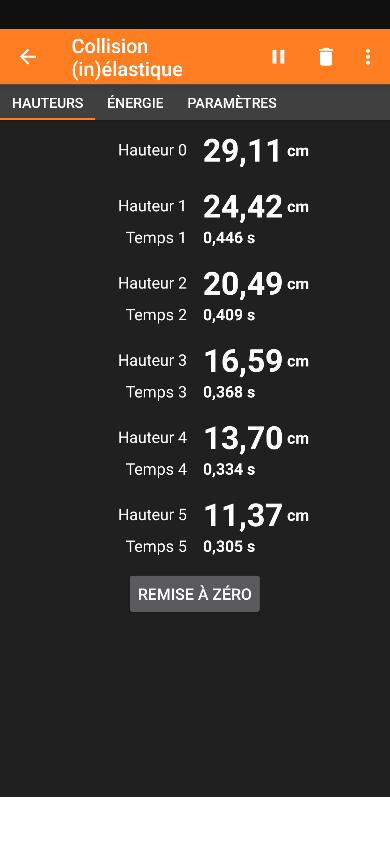 Collision
(in)élastique
HAUTEURS ÉNERGIE PARAMÈTRES
Hauteur 0 29,11 cm
Hauteur 1 24,42 cm
Temps 1 0,446 s
Hauteur 2 20,49 cm
Temps 2 0,409 s
Hauteur 3 16,59 cm
Temps 3 0,368 s
Hauteur 4 13,70 cm
Temps 4 0,334 s
Hauteur 5 11,37 cm
Temps 5 0,305 s
REMISE À ZÉRO